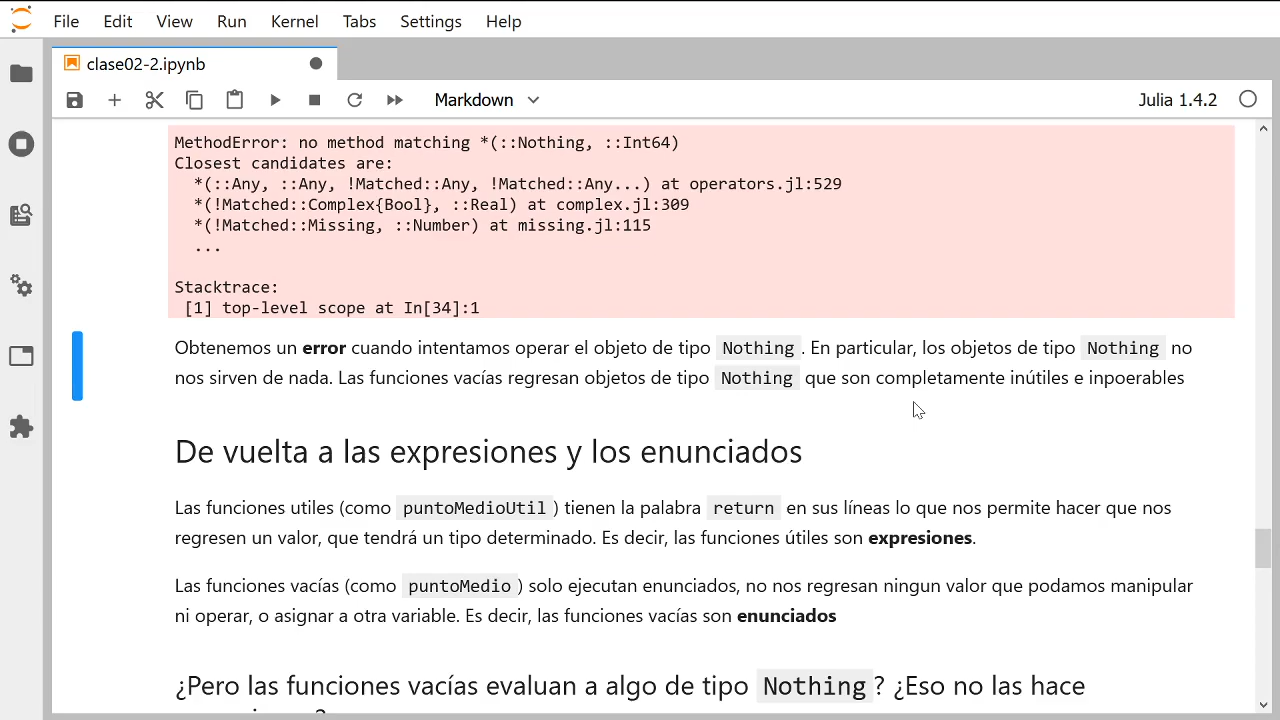 File Edit View Run Kernel Tabs Settings Help
clase02-2.ipynb
Markdown
Julia 1.4.2
MethodError: no method matching *(::Nothing, ::Int64)
Closest candidates are:
*(::Any, ::Any, !Matched::Any, !Matched::Any...) at operators.jl:529
*(!Matched::Complex{Bool}, ::Real) at complex.jl:309
*(!Matched::Missing, ::Number) at missing.jl:115
...
Stacktrace:
[1] top-level scope at In[34]:1
Obtenemos un error cuando intentamos operar el objeto de tipo Nothing . En particular, los objetos de tipo Nothing no
nos sirven de nada. Las funciones vacías regresan objetos de tipo Nothing que son completamente inútiles e inpoerables
De vuelta a las expresiones y los enunciados
Las funciones utiles (como puntoMedioUtil ) tienen la palabra return en sus líneas lo que nos permite hacer que nos
regresen un valor, que tendrá un tipo determinado. Es decir, las funciones útiles son expresiones.
Las funciones vacías (como puntoMedio ) solo ejecutan enunciados, no nos regresan ningun valor que podamos manipular
ni operar, o asignar a otra variable. Es decir, las funciones vacías son enunciados
¿Pero las funciones vacías evaluan a algo de tipo Nothing ? ¿Eso no las hace